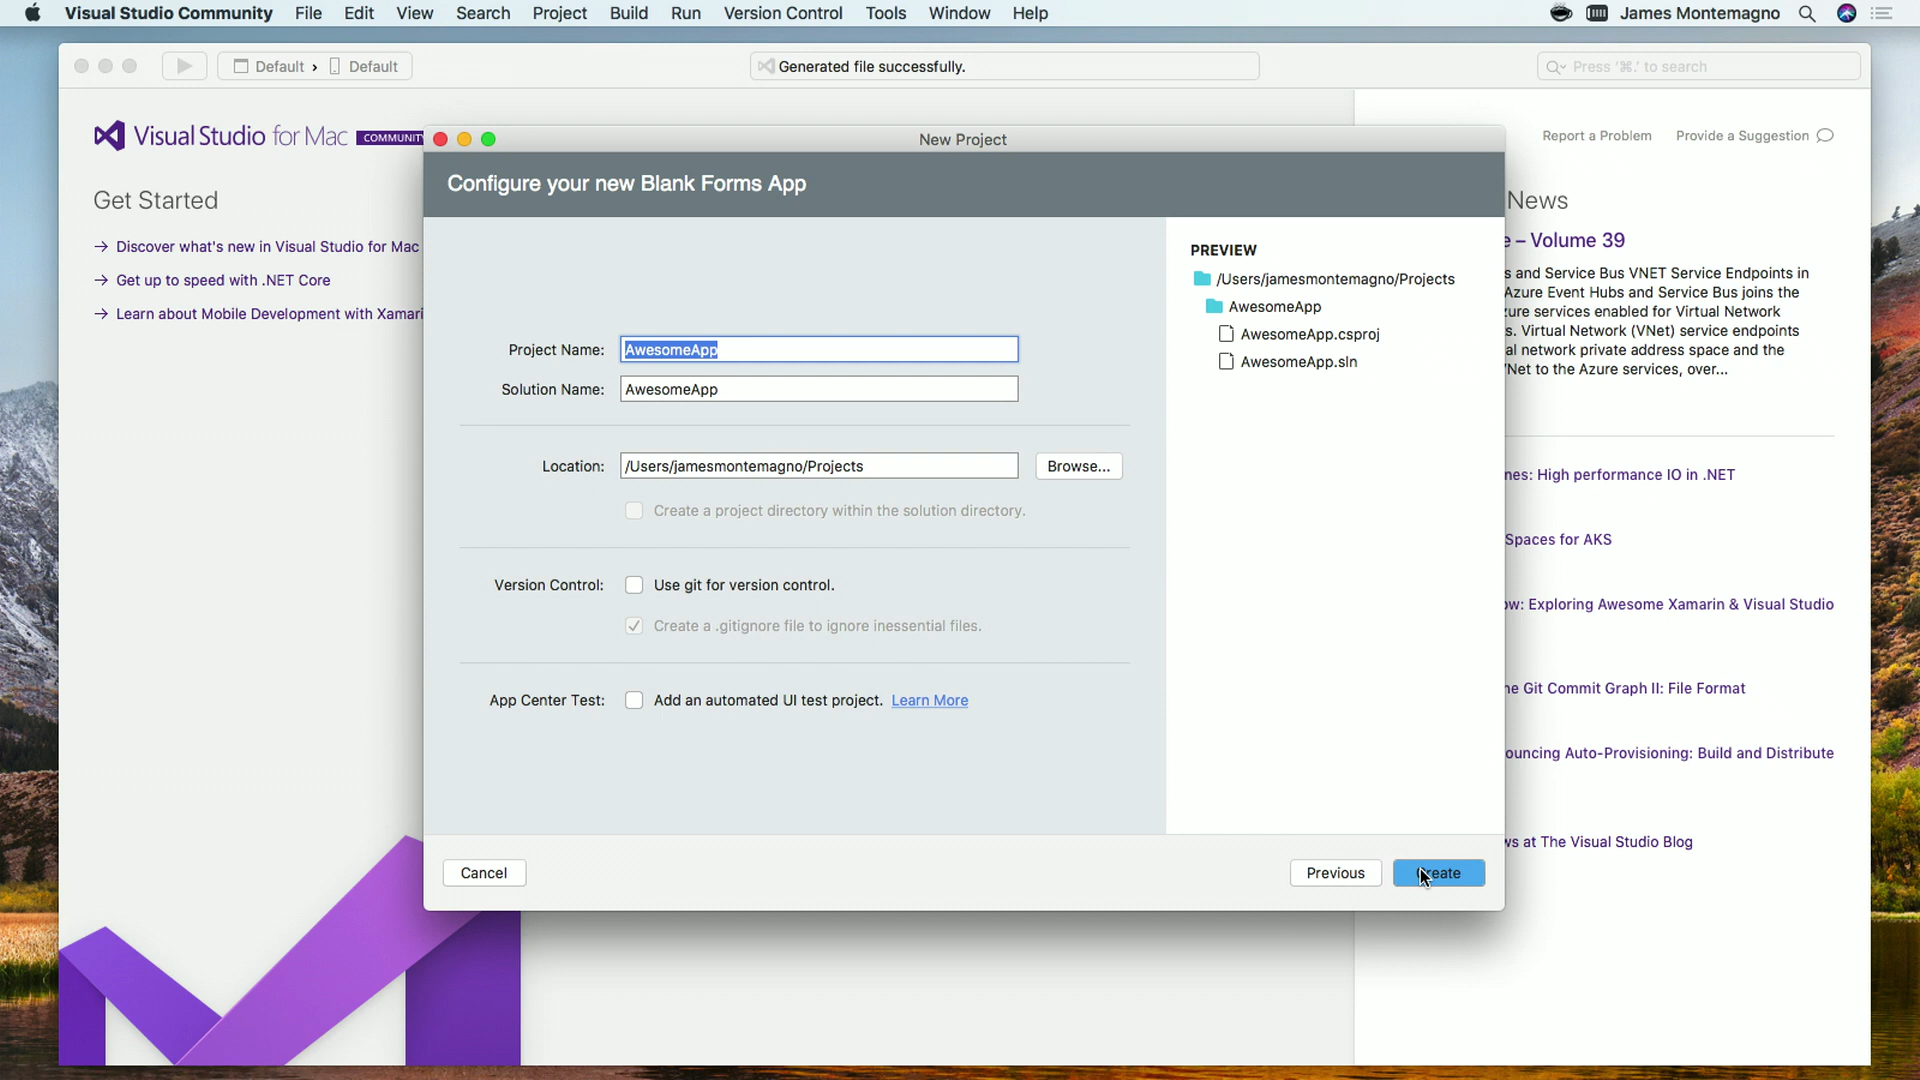 Visual Studio Community File Edit View Search Project Build Run Version Control Tools Window Help James Montemagno
Default › Default
Generated file successfully.
Press '⌘.' to search
Visual Studio for Mac COMMUNITY
Report a Problem Provide a Suggestion
Get Started
→ Discover what's new in Visual Studio for Mac
→ Get up to speed with .NET Core
→ Learn about Mobile Development with Xamari
New Project
Configure your new Blank Forms App
Project Name: AwesomeApp
Solution Name: AwesomeApp
Location: /Users/jamesmontemagno/Projects Browse...
Create a project directory within the solution directory.
Version Control: Use git for version control.
Create a .gitignore file to ignore inessential files.
App Center Test: Add an automated UI test project. Learn More
PREVIEW
/Users/jamesmontemagno/Projects
AwesomeApp
AwesomeApp.csproj
AwesomeApp.sln
Cancel Previous Create
News
e – Volume 39
s and Service Bus VNET Service Endpoints in
Azure Event Hubs and Service Bus joins the
zure services enabled for Virtual Network
s. Virtual Network (VNet) service endpoints
al network private address space and the
VNet to the Azure services, over...
nes: High performance IO in .NET
Spaces for AKS
ow: Exploring Awesome Xamarin & Visual Studio
he Git Commit Graph II: File Format
ouncing Auto-Provisioning: Build and Distribute
ws at The Visual Studio Blog